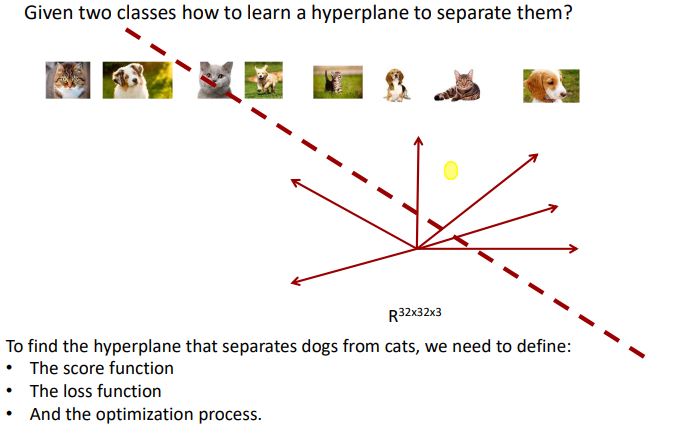 Given two classes how to learn a hyperplane to separate them?
R³²ˣ³²ˣ³
To find the hyperplane that separates dogs from cats, we need to define:
• The score function
• The loss function
• And the optimization process.